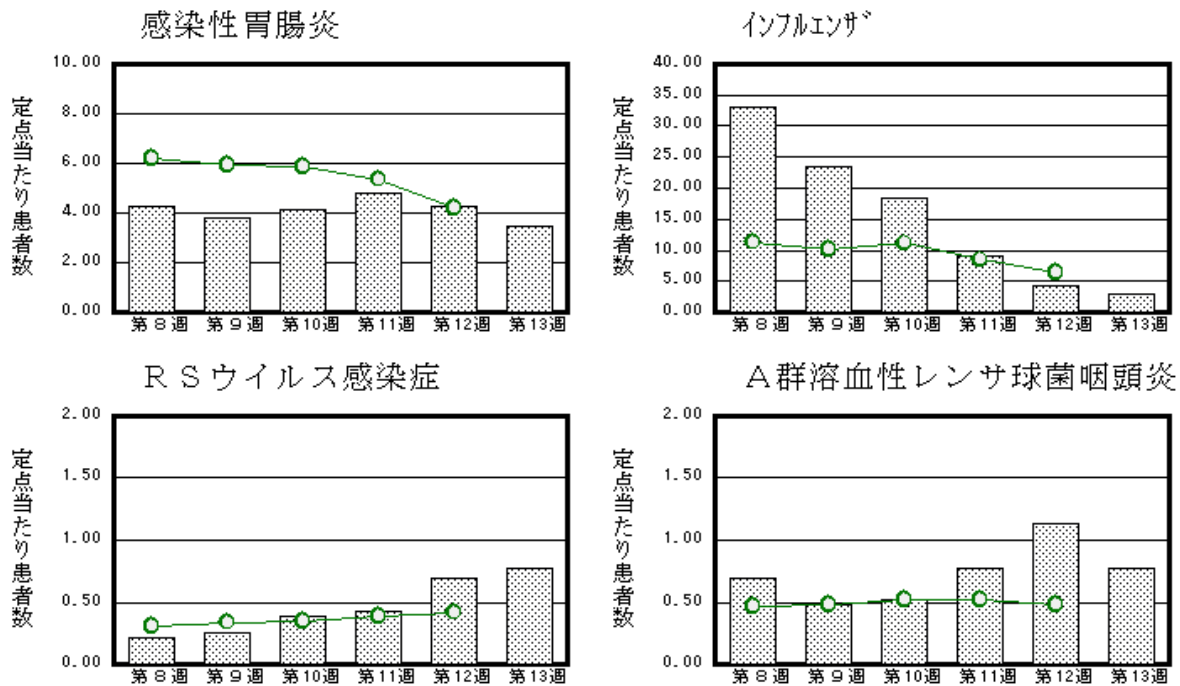 感染性胃腸炎
定点当たり患者数
10.00
8.00
6.00
4.00
2.00
0.00
第8週 第9週 第10週 第11週 第12週 第13週
インフルエンザ
定点当たり患者数
40.00
35.00
30.00
25.00
20.00
15.00
10.00
5.00
0.00
第8週 第9週 第10週 第11週 第12週 第13週
RSウイルス感染症
定点当たり患者数
2.00
1.50
1.00
0.50
0.00
第8週 第9週 第10週 第11週 第12週 第13週
A群溶血性レンサ球菌咽頭炎
定点当たり患者数
2.00
1.50
1.00
0.50
0.00
第8週 第9週 第10週 第11週 第12週 第13週